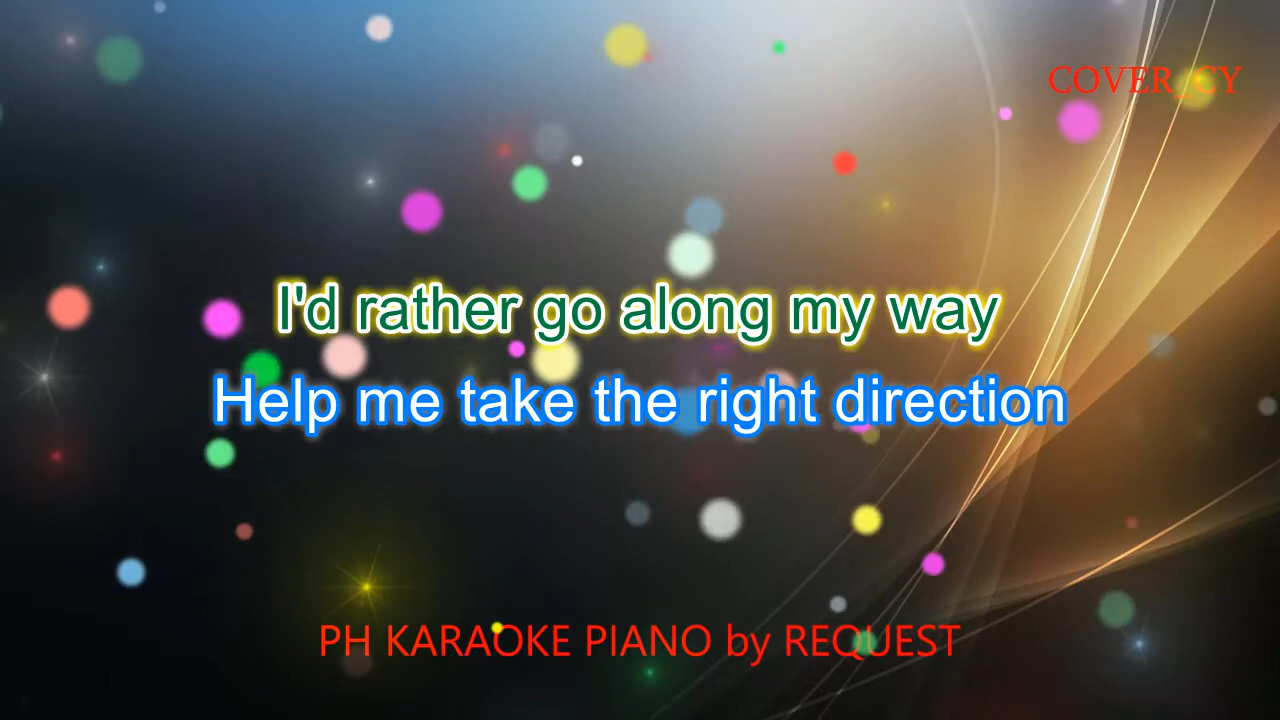 COVER_CY
I'd rather go along my way
Help me take the right direction
PH KARAOKE PIANO by REQUEST